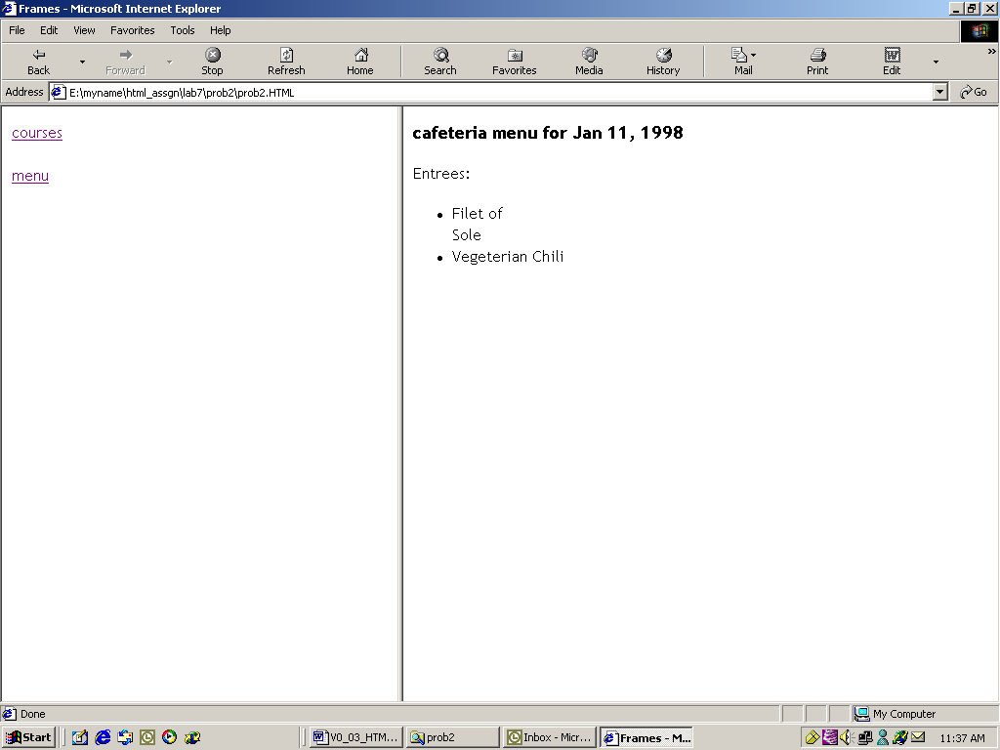 Frames - Microsoft Internet Explorer
File Edit View Favorites Tools Help
Back Forward Stop Refresh Home Search Favorites Media History Mail Print Edit »
Address E:\myname\html_assgn\lab7\prob2\prob2.HTML Go
courses
menu
cafeteria menu for Jan 11, 1998
Entrees:
• Filet of
Sole
• Vegeterian Chili
Done My Computer
Start V0_03_HTM... prob2 Inbox - Micr... Frames - M... 11:37 AM